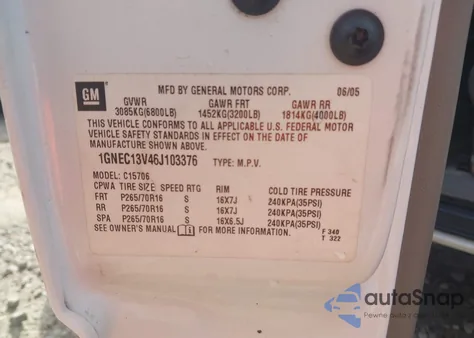 GM
MFD BY GENERAL MOTORS CORP. 06/05
GVWR GAWR FRT GAWR RR
3085KG(6800LB) 1452KG(3200LB) 1814KG(4000LB)
THIS VEHICLE CONFORMS TO ALL APPLICABLE U.S. FEDERAL MOTOR
VEHICLE SAFETY STANDARDS IN EFFECT ON THE DATE OF
MANUFACTURE SHOWN ABOVE.
1GNEC13V46J103376 TYPE: M.P.V.
MODEL: C15706
CPWA TIRE SIZE SPEED RTG RIM COLD TIRE PRESSURE
FRT P265/70R16 S 16X7J 240KPA(35PSI)
RR P265/70R16 S 16X7J 240KPA(35PSI)
SPA P265/70R16 S 16X6.5J 240KPA(35PSI)
SEE OWNER'S MANUAL FOR MORE INFORMATION. F 340
T 322
autoSnap